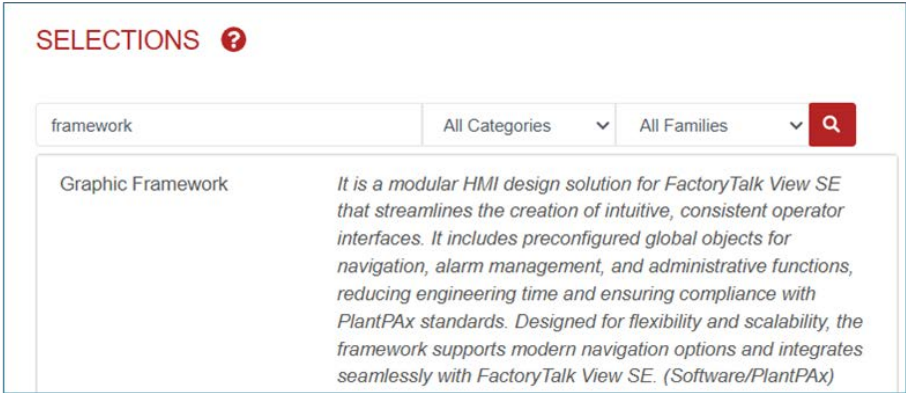 SELECTIONS ?
framework All Categories All Families
Graphic Framework It is a modular HMI design solution for FactoryTalk View SE
that streamlines the creation of intuitive, consistent operator
interfaces. It includes preconfigured global objects for
navigation, alarm management, and administrative functions,
reducing engineering time and ensuring compliance with
PlantPAx standards. Designed for flexibility and scalability, the
framework supports modern navigation options and integrates
seamlessly with FactoryTalk View SE. (Software/PlantPAx)